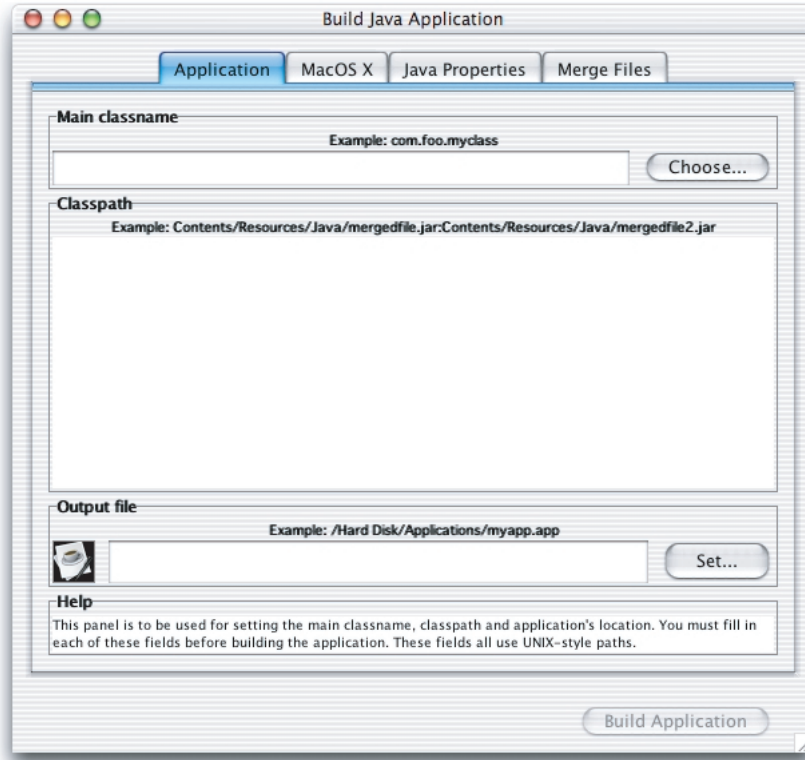 Build Java Application
Application MacOS X Java Properties Merge Files
Main classname
Example: com.foo.myclass
Choose...
Classpath
Example: Contents/Resources/Java/mergedfile.jar:Contents/Resources/Java/mergedfile2.jar
Output file
Example: /Hard Disk/Applications/myapp.app
Set...
Help
This panel is to be used for setting the main classname, classpath and application's location. You must fill in
each of these fields before building the application. These fields all use UNIX-style paths.
Build Application